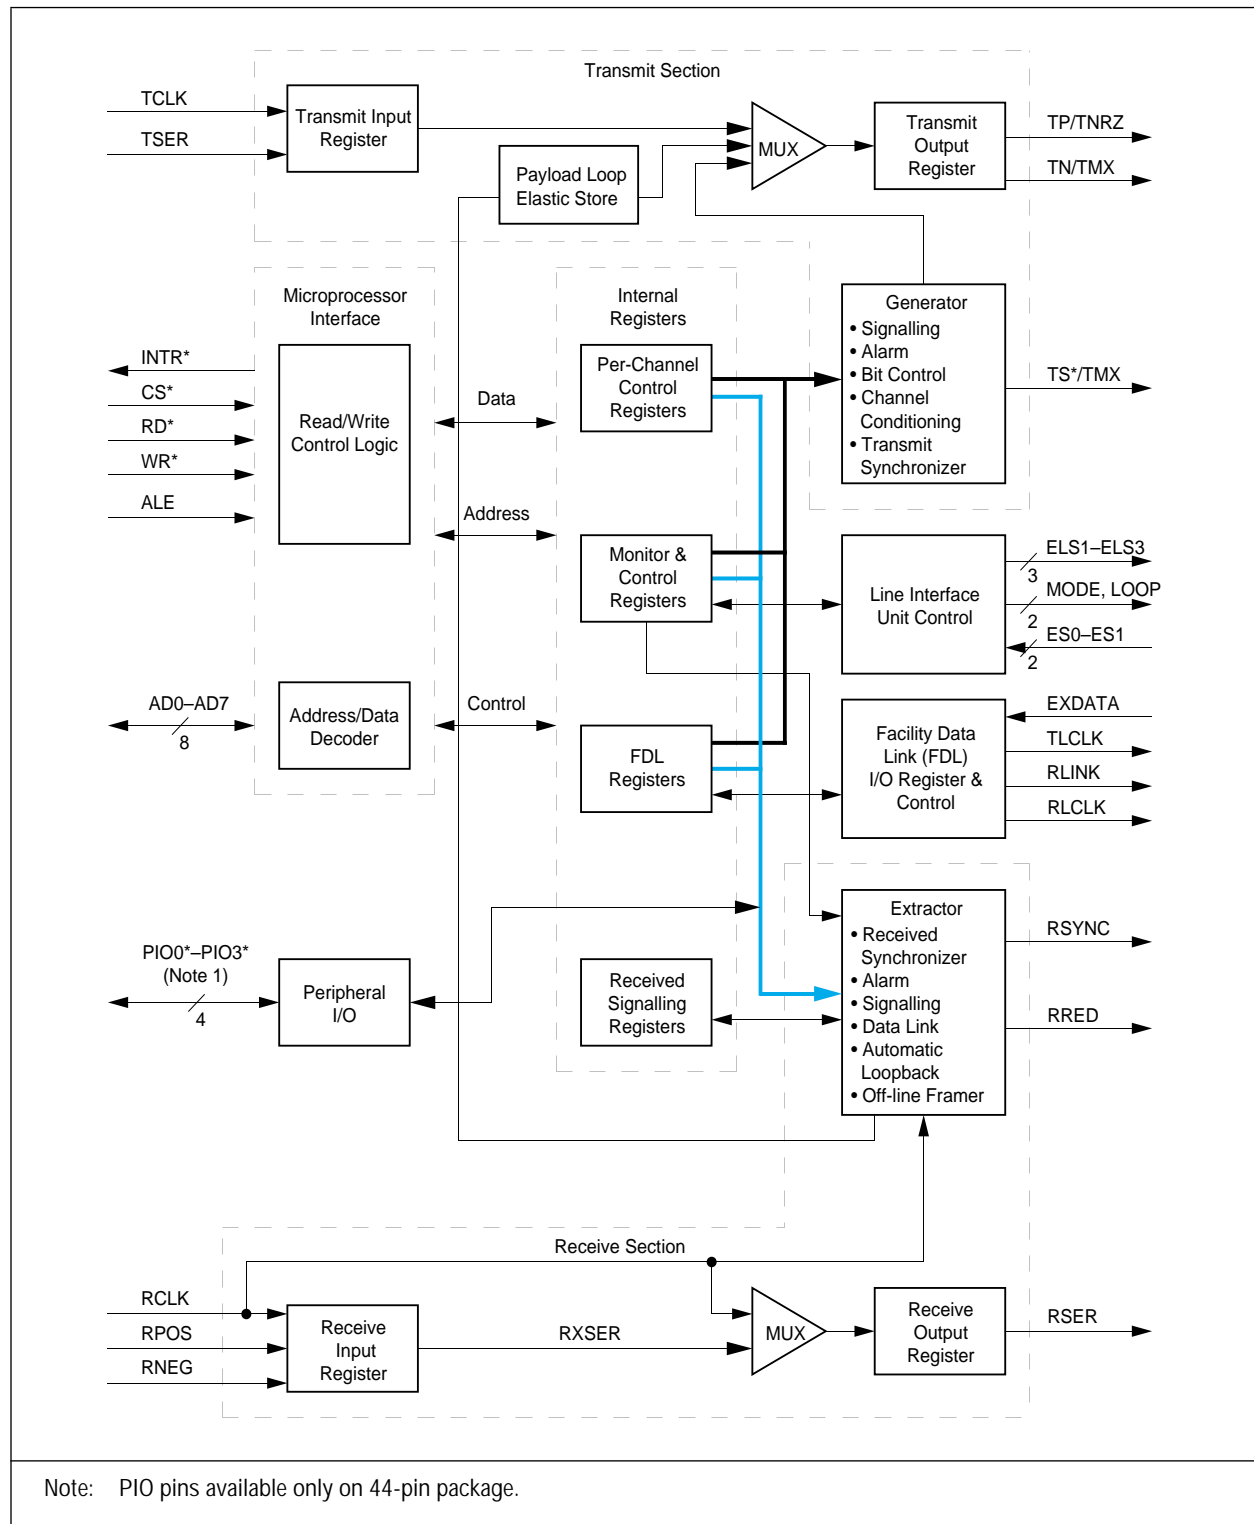 Transmit Section
TCLK
TSER
Transmit Input
Register
Payload Loop
Elastic Store
MUX
Transmit
Output
Register
TP/TNRZ
TN/TMX
Microprocessor
Interface
INTR*
CS*
RD*
WR*
ALE
Read/Write
Control Logic
AD0–AD7
8
Address/Data
Decoder
Data
Address
Control
Internal
Registers
Per-Channel
Control
Registers
Monitor &
Control
Registers
FDL
Registers
Received
Signalling
Registers
Generator
• Signalling
• Alarm
• Bit Control
• Channel
Conditioning
• Transmit
Synchronizer
TS*/TMX
Line Interface
Unit Control
ELS1–ELS3
3
MODE, LOOP
2
ES0–ES1
2
Facility Data
Link (FDL)
I/O Register &
Control
EXDATA
TLCLK
RLINK
RLCLK
PIO0*–PIO3*
(Note 1)
4
Peripheral
I/O
Extractor
• Received
Synchronizer
• Alarm
• Signalling
• Data Link
• Automatic
Loopback
• Off-line Framer
RSYNC
RRED
Receive Section
RCLK
RPOS
RNEG
Receive
Input
Register
RXSER
MUX
Receive
Output
Register
RSER
Note: PIO pins available only on 44-pin package.